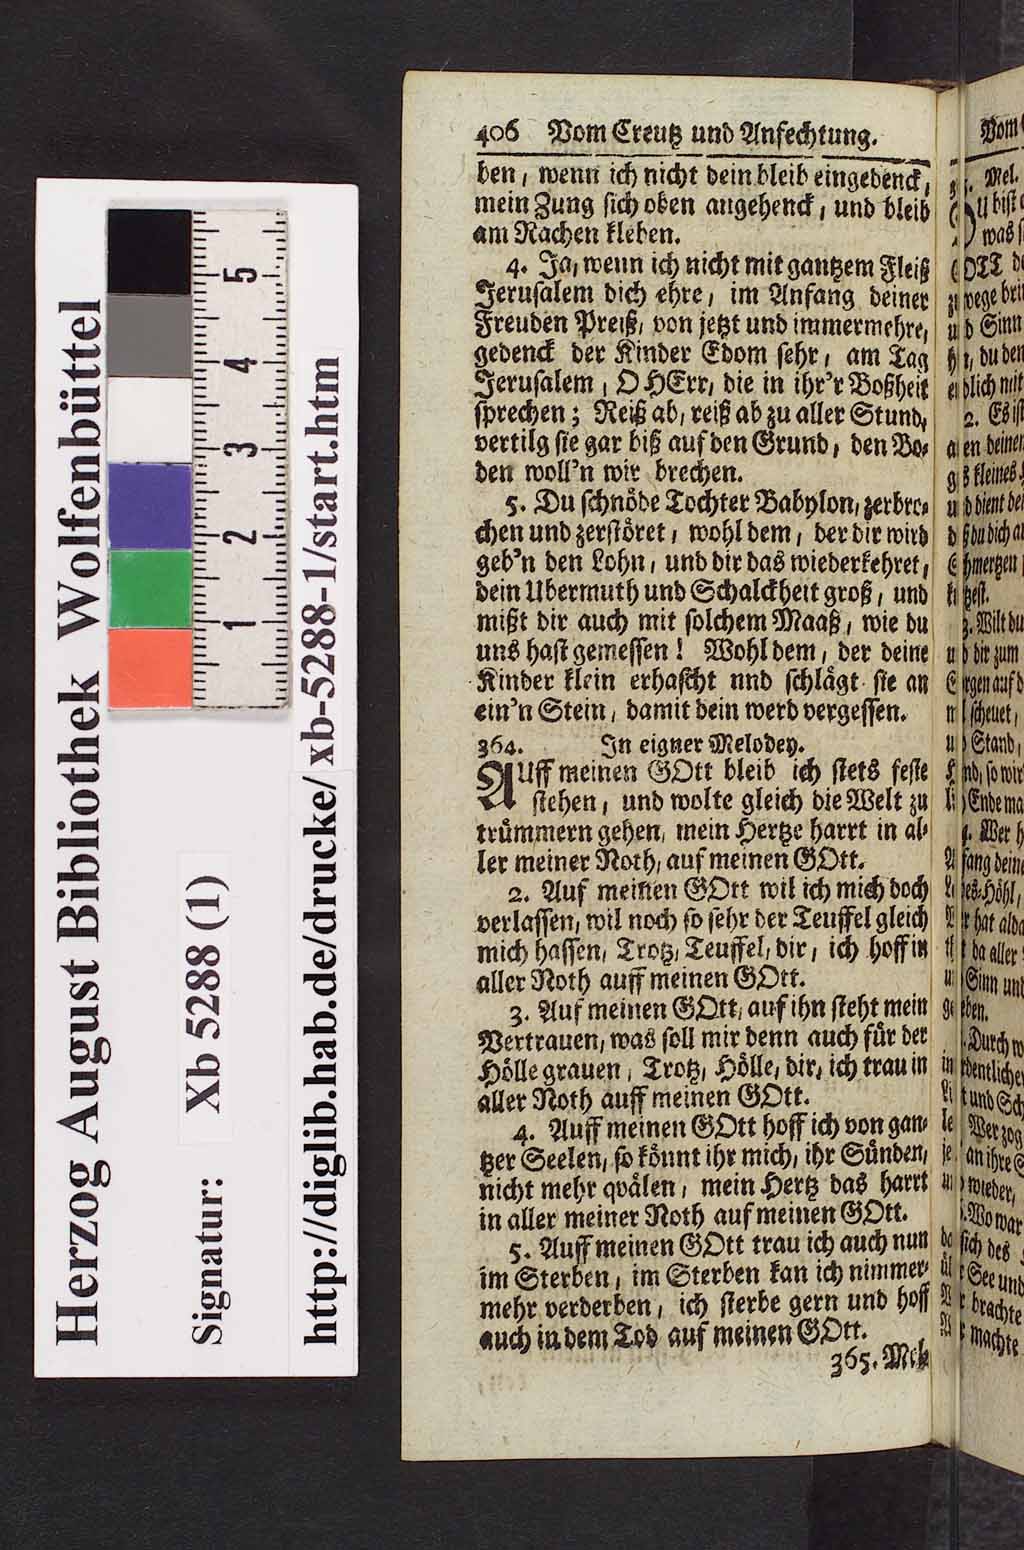 406 Vom Creutz und Anfechtung.
ben, wenn ich nicht dein bleib eingedenck,
mein Zung sich oben angehenck, und bleib
am Rachen kleben.
4. Ja, wenn ich nicht mit gantzem Fleiß
Jerusalem dich ehre, im Anfang deiner
Freuden Preiß, von jetzt und immermehre,
gedenck der Kinder Edom sehr, am Tag
Jerusalem, O HErr, die in ihr'r Boßheit
sprechen; Reiß ab, reiß ab zu aller Stund,
vertilg sie gar biß auf den Grund, den Bo-
den woll'n wir brechen.
5. Du schnöde Tochter Babylon, zerbro-
chen und zerstöret, wohl dem, der dir wird
geb'n den Lohn, und dir das wiederkehret,
dein Ubermuth und Schalckheit groß, und
mißt dir auch mit solchem Maaß, wie du
uns hast gemessen! Wohl dem, der deine
Kinder klein erhascht nnd schlägt sie an
ein'n Stein, damit dein werd vergessen.
364. In eigner Melodey.
AUff meinen GOtt bleib ich stets feste
stehen, und wolte gleich die Welt zu
trümmern gehen, mein Hertze harrt in al-
ler meiner Noth, auf meinen GOtt.
2. Auf meinen GOtt wil ich mich doch
verlassen, wil noch so sehr der Teuffel gleich
mich hassen, Trotz, Teuffel, dir, ich hoff in
aller Noth auff meinen GOtt.
3. Auf meinen GOtt, auf ihn steht mein
Vertrauen, was soll mir denn auch für der
Hölle grauen, Trotz, Hölle, dir, ich trau in
aller Noth auff meinen GOtt.
4. Auff meinen GOtt hoff ich von gan-
tzer Seelen, so könnt ihr mich, ihr Sünden,
nicht mehr qvälen, mein Hertz das harrt
in aller meiner Noth auf meinen GOtt.
5. Auff meinen GOtt trau ich auch nun
im Sterben, im Sterben kan ich nimmer-
mehr verderben, ich sterbe gern und hoff
auch in dem Tod auf meinen GOtt.
365. Mel.
Herzog August Bibliothek Wolfenbüttel
Signatur: Xb 5288 (1)
http://diglib.hab.de/drucke/xb-5288-1/start.htm
5
4
3
2
1